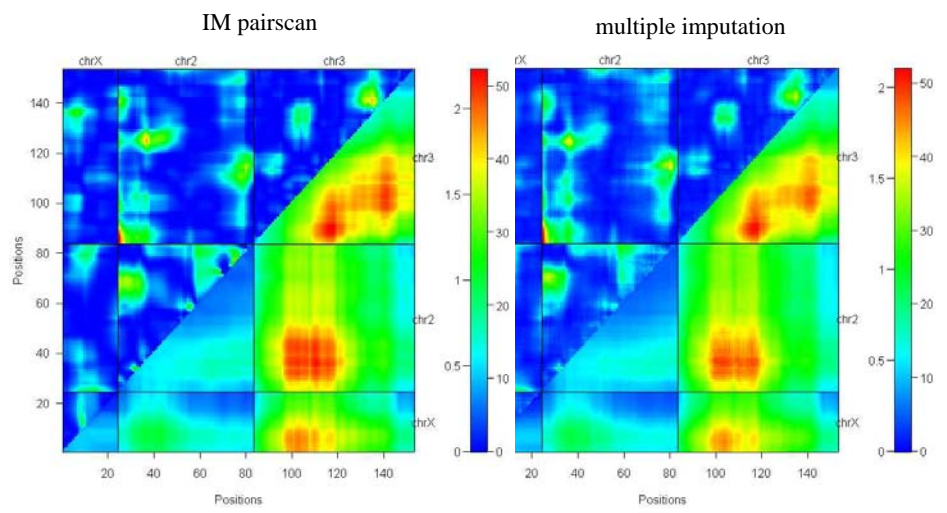 IM pairscan
multiple imputation
chrX chr2 chr3
rX chr2 chr3
140
120
100
80
60
40
20
Positions
chr3
chr2
chrX
20 40 60 80 100 120 140
Positions
2
1.5
1
0.5
0
50
40
30
20
10
0
chr3
chr2
chrX
20 40 60 80 100 120 140
Positions
2
1.5
1
0.5
0
50
40
30
20
10
0